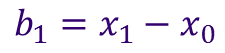 b₁ = x₁ − x₀